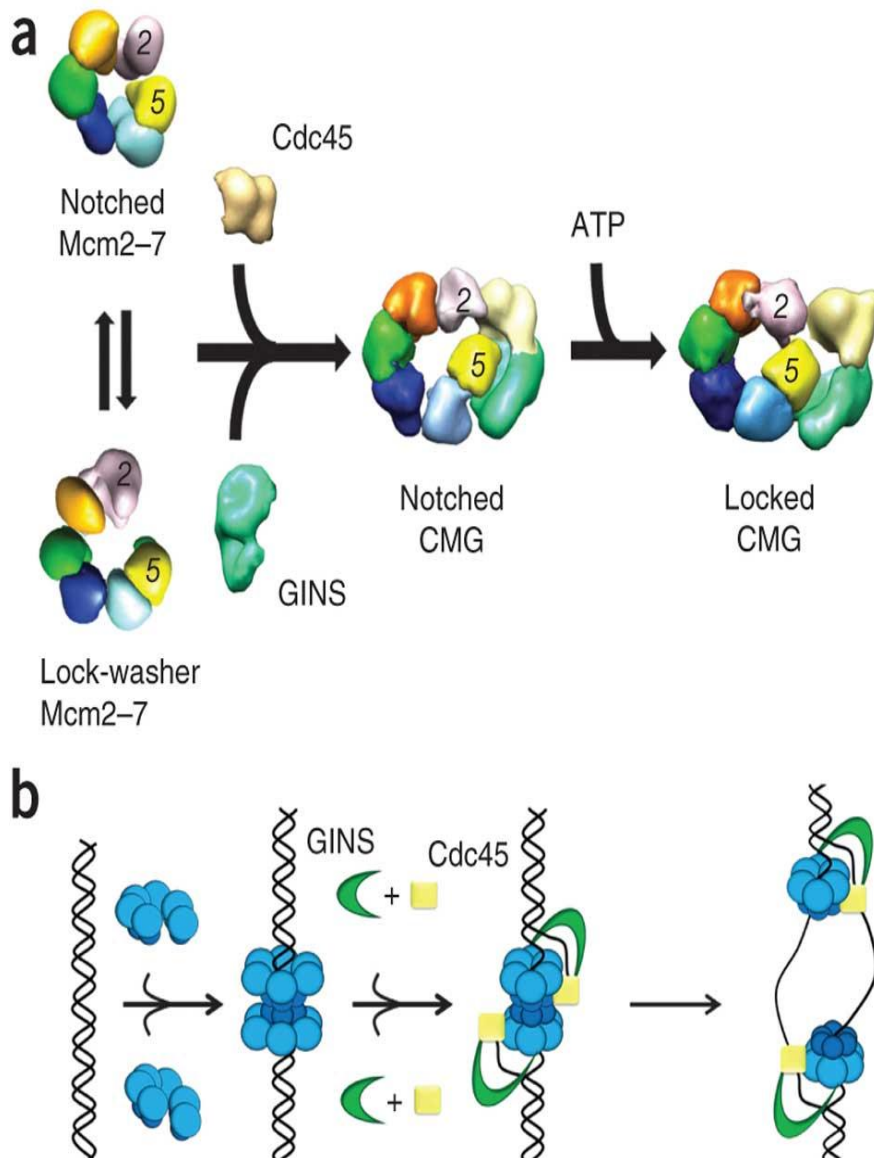 a
2
5
Notched
Mcm2–7
Cdc45
ATP
2
5
Notched
CMG
2
5
Locked
CMG
2
5
Lock-washer
Mcm2–7
GINS
b
GINS
Cdc45
+
+